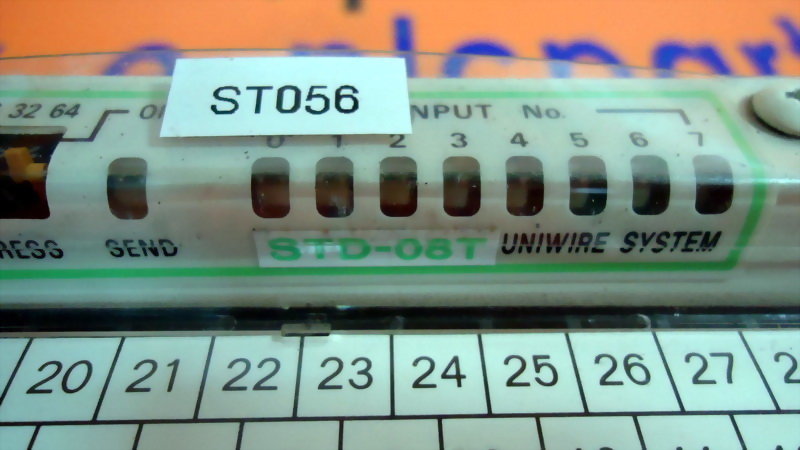 ST056
32 64
No.
0 1 2 3 4 5 6 7
SEND
STD-08T
UNIWIRE SYSTEM
20 21 22 23 24 25 26 27